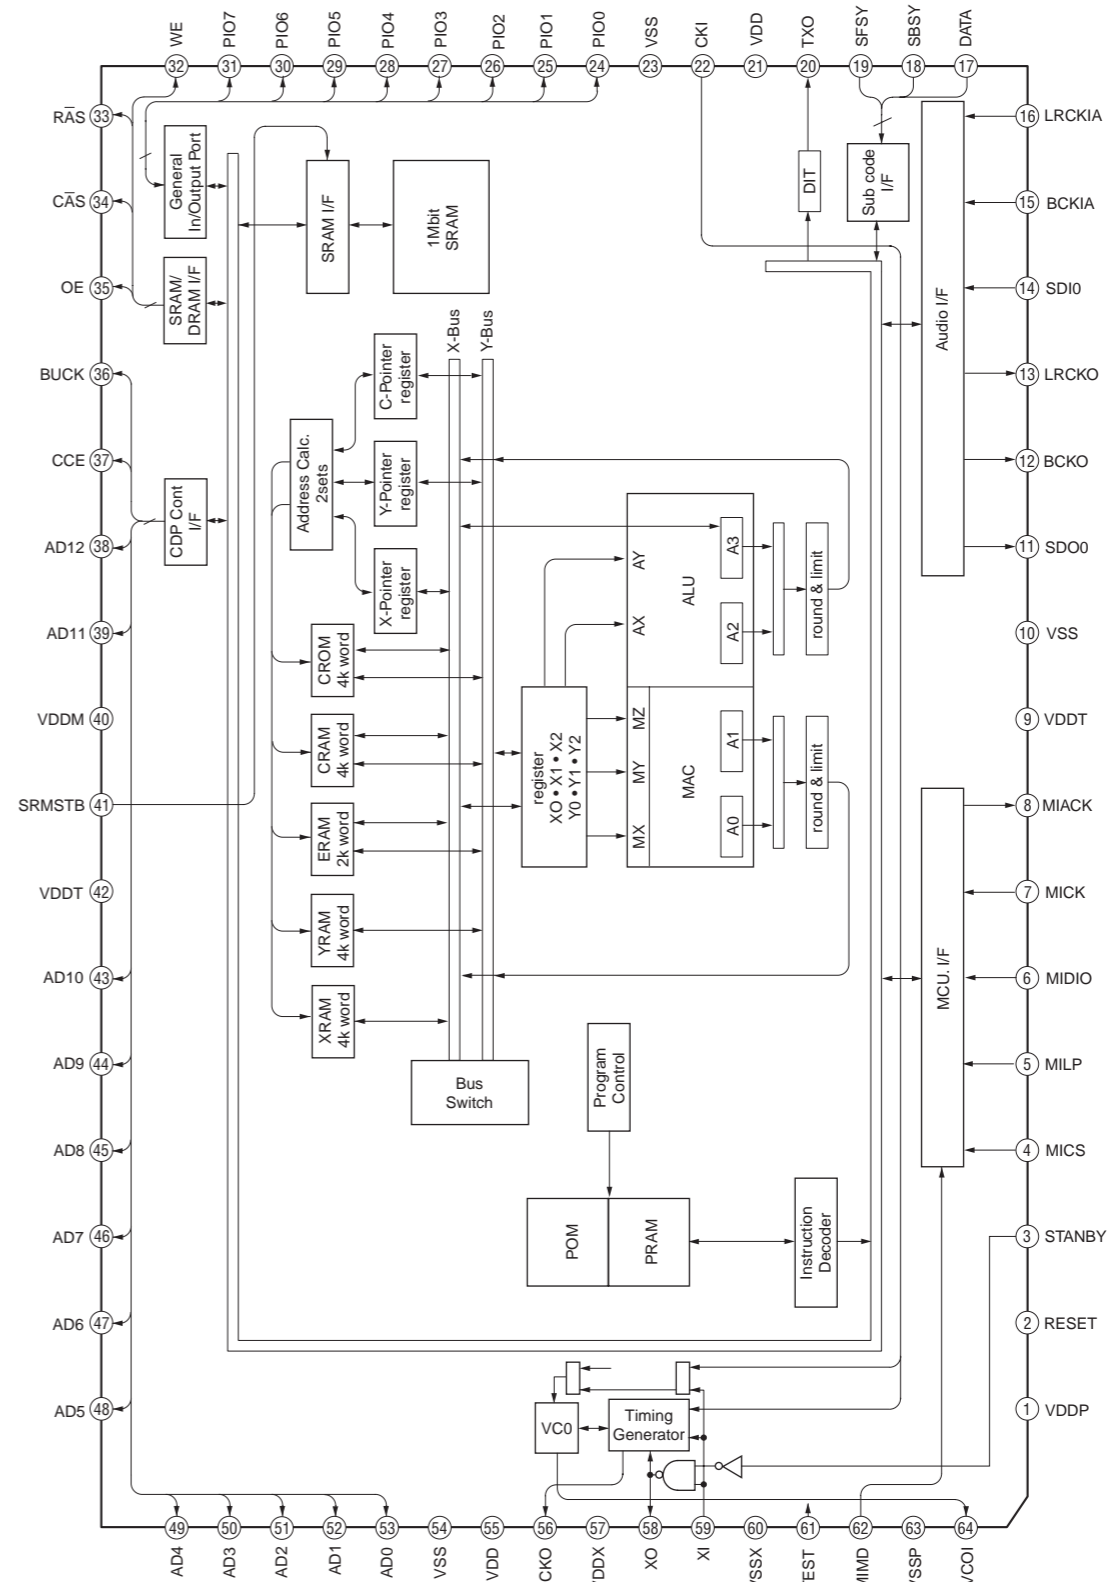 WE
PIO7
PIO6
PIO5
PIO4
PIO3
PIO2
PIO1
PIO0
VSS
CKI
VDD
TXO
SFSY
SBSY
DATA
32
31
30
29
28
27
26
25
24
23
22
21
20
19
18
17
RAS 33
CAS 34
OE 35
BUCK 36
CCE 37
AD12 38
AD11 39
VDDM 40
SRMSTB 41
VDDT 42
AD10 43
AD9 44
AD8 45
AD7 46
AD6 47
AD5 48
General
In/Output Port
SRAM/
DRAM I/F
CDP Cont
I/F
SRAM I/F
1Mbit
SRAM
DIT
Sub code
I/F
Audio I/F
X-Bus
Y-Bus
C-Pointer
register
Address Calc.
2sets
Y-Pointer
register
X-Pointer
register
CROM
4k word
CRAM
4k word
ERAM
2k word
YRAM
4k word
XRAM
4k word
Bus
Switch
register
XO • X1 • X2
Y0 • Y1 • Y2
AY
AX
ALU
A3
A2
round & limit
MZ
MY
MX
MAC
A1
A0
round & limit
Program
Control
POM
PRAM
Instruction
Decoder
MCU. I/F
VC0
Timing
Generator
16 LRCKIA
15 BCKIA
14 SDI0
13 LRCKO
12 BCKO
11 SDO0
10 VSS
9 VDDT
8 MIACK
7 MICK
6 MIDIO
5 MILP
4 MICS
3 STANBY
2 RESET
1 VDDP
49
50
51
52
53
54
55
56
57
58
59
60
61
62
63
64
AD4
AD3
AD2
AD1
AD0
VSS
VDD
CKO
VDDX
XO
XI
VSSX
TEST
MIMD
VSSP
VCOI